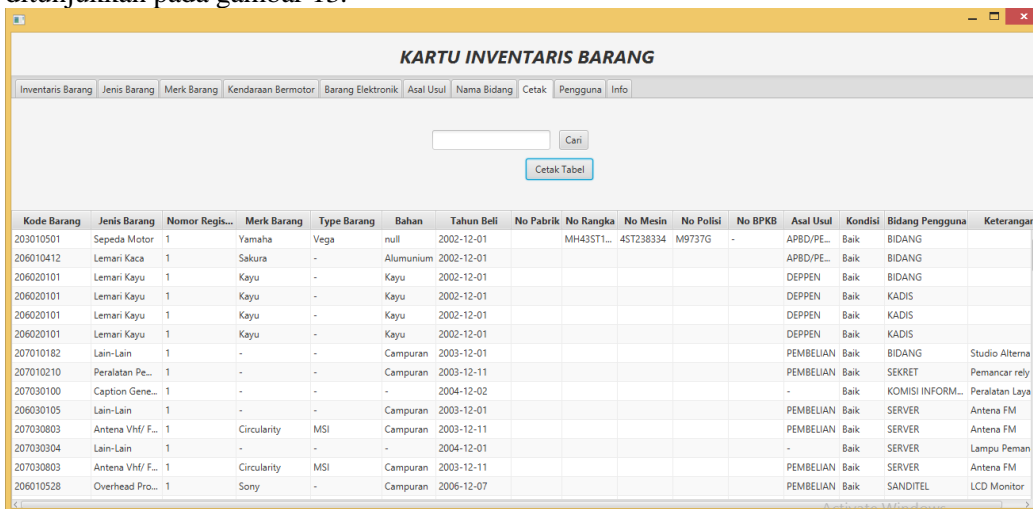 ditunjukkan pada gambar 15.
KARTU INVENTARIS BARANG
Inventaris Barang Jenis Barang Merk Barang Kendaraan Bermotor Barang Elektronik Asal Usul Nama Bidang Cetak Pengguna Info
Cari
Cetak Tabel
Kode Barang Jenis Barang Nomor Regis... Merk Barang Type Barang Bahan Tahun Beli No Pabrik No Rangka No Mesin No Polisi No BPKB Asal Usul Kondisi Bidang Pengguna Keterangan
203010501 Sepeda Motor 1 Yamaha Vega null 2002-12-01 MH43ST1... 4ST238334 M9737G - APBD/PE... Baik BIDANG
206010412 Lemari Kaca 1 Sakura - Alumunium 2002-12-01 APBD/PE... Baik BIDANG
206020101 Lemari Kayu 1 Kayu - Kayu 2002-12-01 DEPPEN Baik BIDANG
206020101 Lemari Kayu 1 Kayu - Kayu 2002-12-01 DEPPEN Baik KADIS
206020101 Lemari Kayu 1 Kayu - Kayu 2002-12-01 DEPPEN Baik KADIS
206020101 Lemari Kayu 1 Kayu - Kayu 2002-12-01 DEPPEN Baik KADIS
207010182 Lain-Lain 1 - - Campuran 2003-12-01 PEMBELIAN Baik BIDANG Studio Alterna
207010210 Peralatan Pe... 1 - - Campuran 2003-12-11 PEMBELIAN Baik SEKRET Pemancar rely
207030100 Caption Gene... 1 - - - 2004-12-02 - Baik KOMISI INFORM... Peralatan Laya
206030105 Lain-Lain 1 - - Campuran 2003-12-01 PEMBELIAN Baik SERVER Antena FM
207030803 Antena Vhf/ F... 1 Circularity MSI Campuran 2003-12-11 PEMBELIAN Baik SERVER Antena FM
207030304 Lain-Lain 1 - - - 2004-12-01 - Baik SERVER Lampu Peman
207030803 Antena Vhf/ F... 1 Circularity MSI Campuran 2003-12-11 PEMBELIAN Baik SERVER Antena FM
206010528 Overhead Pro... 1 Sony - Campuran 2006-12-07 PEMBELIAN Baik SANDITEL LCD Monitor
Activate Windows